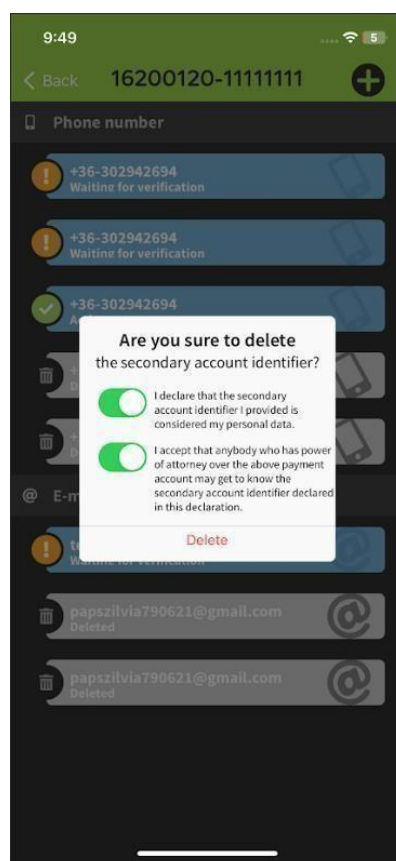 9:49
5
Back 16200120-11111111
Phone number
+36-302942694
Waiting for verification
+36-302942694
Waiting for verification
+36-302942694
Are you sure to delete
the secondary account identifier?
I declare that the secondary
account identifier I provided is
considered my personal data.
I accept that anybody who has power
of attorney over the above payment
account may get to know the
secondary account identifier declared
in this declaration.
Delete
@ E-m
Waiting for verification
papszilvia790621@gmail.com
Deleted
papszilvia790621@gmail.com
Deleted